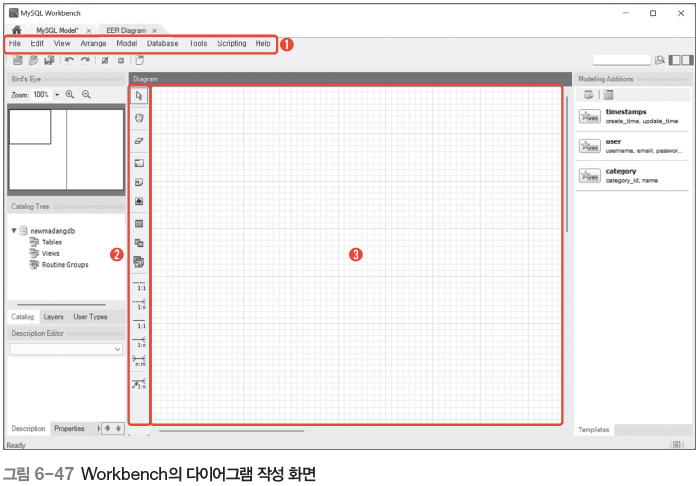 MySQL Workbench
MySQL Model* × EER Diagram ×
File Edit View Arrange Model Database Tools Scripting Help ❶
Bird's Eye
Zoom: 100%
Catalog Tree
newmadangdb
Tables
Views
Routine Groups
Catalog Layers User Types
Description Editor
Description Properties H
Ready
Diagram
❷
1:1
1:n
1:1
1:n
n:m
1:n
❸
Modeling Additions
timestamps
create_time, update_time
user
username, email, passwor...
category
category_id, name
Templates
그림 6-47 Workbench의 다이어그램 작성 화면